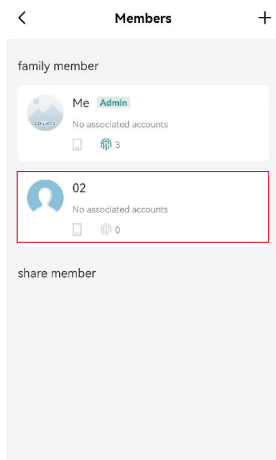 Members
family member
Me Admin
No associated accounts
3
02
No associated accounts
0
share member